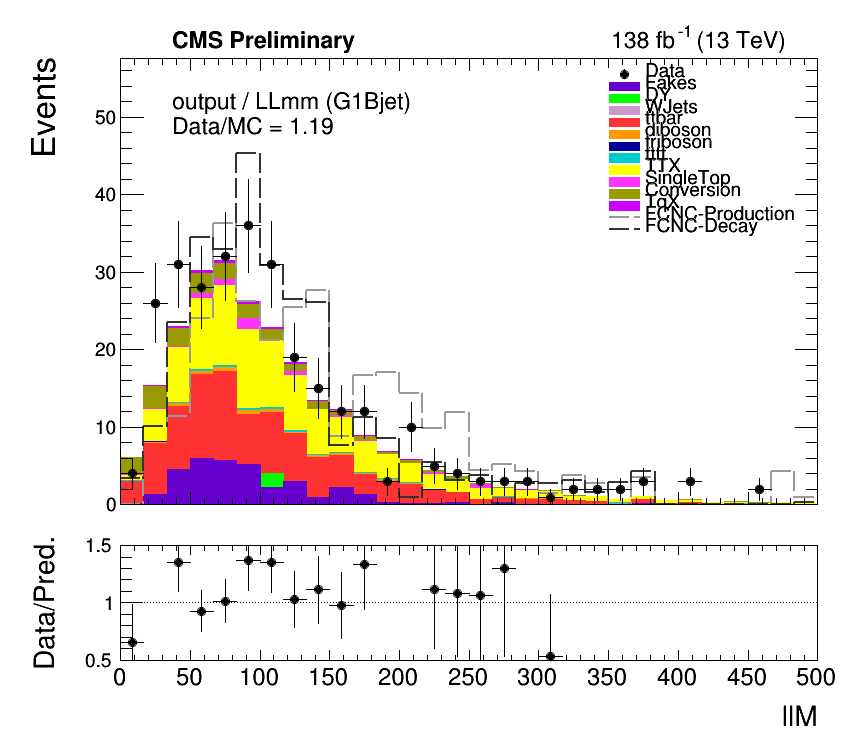 CMS Preliminary
138 fb-1 (13 TeV)
Events
output / LLmm (G1Bjet)
Data/MC = 1.19
Data
Fakes
DY
WJets
ttbar
diboson
triboson
tttt
TTX
SingleTop
Conversion
TqX
FCNC-Production
FCNC-Decay
50
40
30
20
10
0
Data/Pred.
1.5
1
0.5
0 50 100 150 200 250 300 350 400 450 500
llM